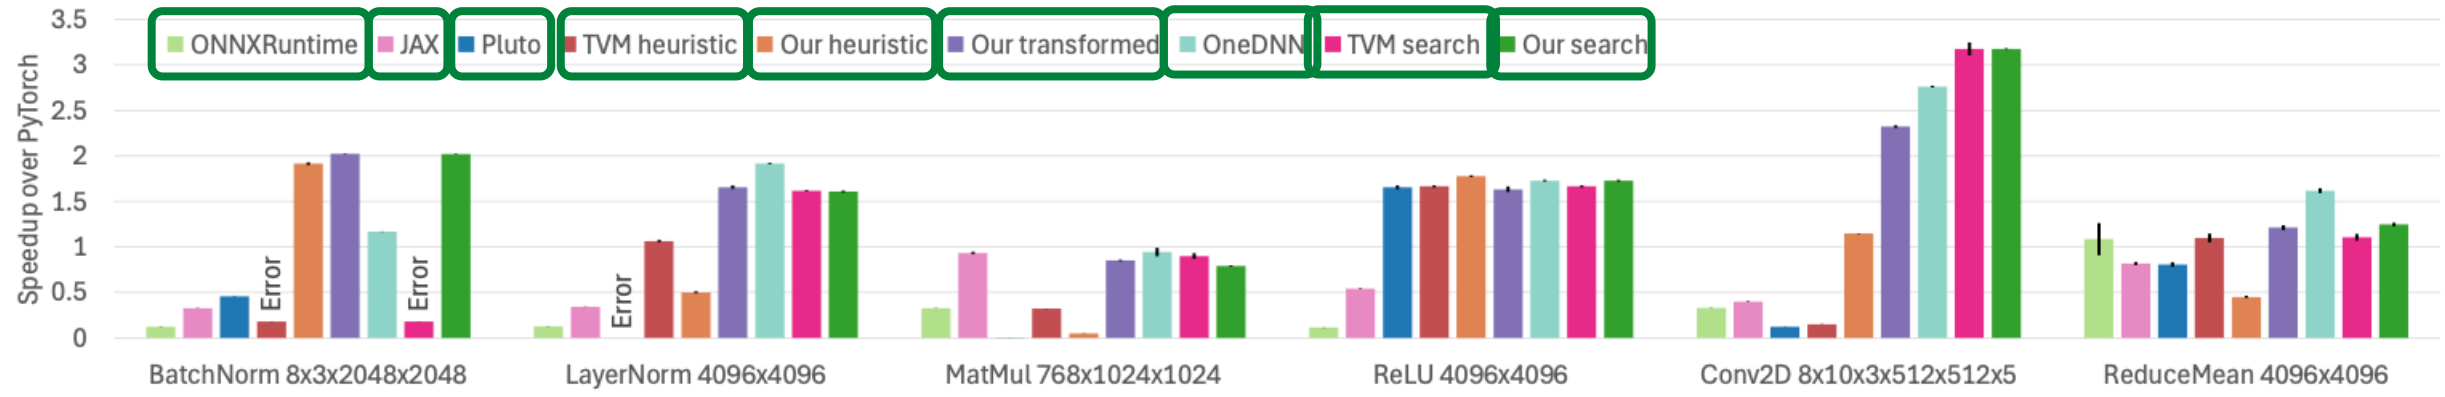 3.5
ONNXRuntime JAX Pluto TVM heuristic Our heuristic Our transformed OneDNN TVM search Our search
3
2.5
2
1.5
1
0.5
0
Speedup over PyTorch
Error
Error
Error
BatchNorm 8x3x2048x2048
LayerNorm 4096x4096
MatMul 768x1024x1024
ReLU 4096x4096
Conv2D 8x10x3x512x512x5
ReduceMean 4096x4096